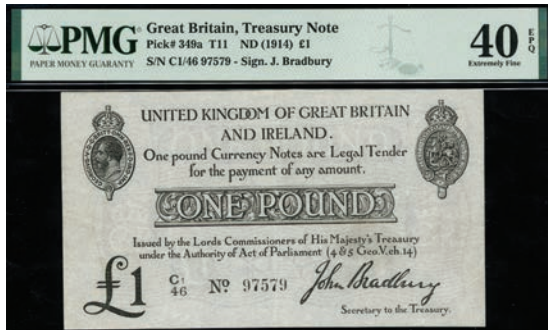 PMG
PAPER MONEY GUARANTY
Great Britain, Treasury Note
Pick# 349a T11 ND (1914) £1
S/N C1/46 97579 - Sign. J. Bradbury
40
EPQ
Extremely Fine
UNITED KINGDOM OF GREAT BRITAIN
AND IRELAND.
One pound Currency Notes are Legal Tender
for the payment of any amount.
ONE POUND
Issued by the Lords Commissioners of His Majesty's Treasury
under the Authority of Act of Parliament (4 & 5 Geo.V.ch.14)
£1 C1/46 No 97579 John Bradbury
Secretary to the Treasury.